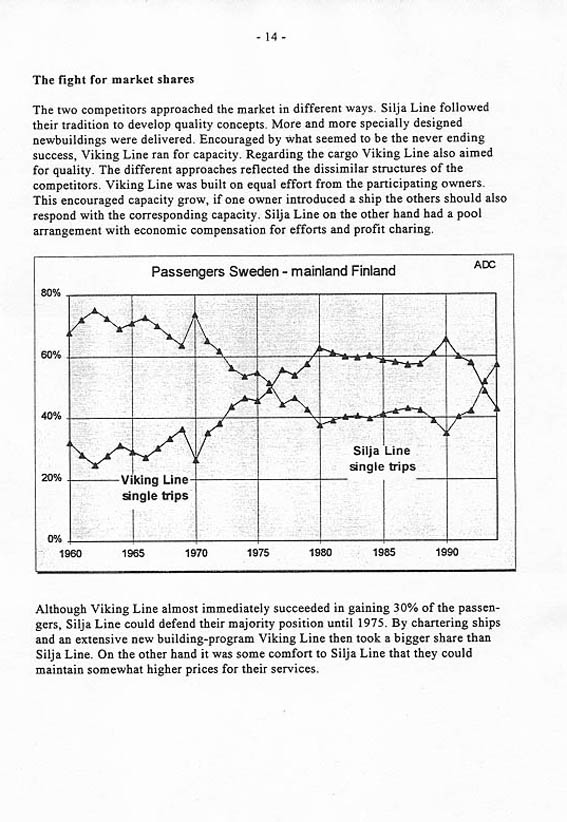 - 14 -
The fight for market shares
The two competitors approached the market in different ways. Silja Line followed
their tradition to develop quality concepts. More and more specially designed
newbuildings were delivered. Encouraged by what seemed to be the never ending
success, Viking Line ran for capacity. Regarding the cargo Viking Line also aimed
for quality. The different approaches reflected the dissimilar structures of the
competitors. Viking Line was built on equal effort from the participating owners.
This encouraged capacity grow, if one owner introduced a ship the others should also
respond with the corresponding capacity. Silja Line on the other hand had a pool
arrangement with economic compensation for efforts and profit charing.
Passengers Sweden - mainland Finland
ADC
80%
60%
40%
20%
0%
Silja Line
single trips
Viking Line
single trips
1960 1965 1970 1975 1980 1985 1990
Although Viking Line almost immediately succeeded in gaining 30% of the passen-
gers, Silja Line could defend their majority position until 1975. By chartering ships
and an extensive new building-program Viking Line then took a bigger share than
Silja Line. On the other hand it was some comfort to Silja Line that they could
maintain somewhat higher prices for their services.